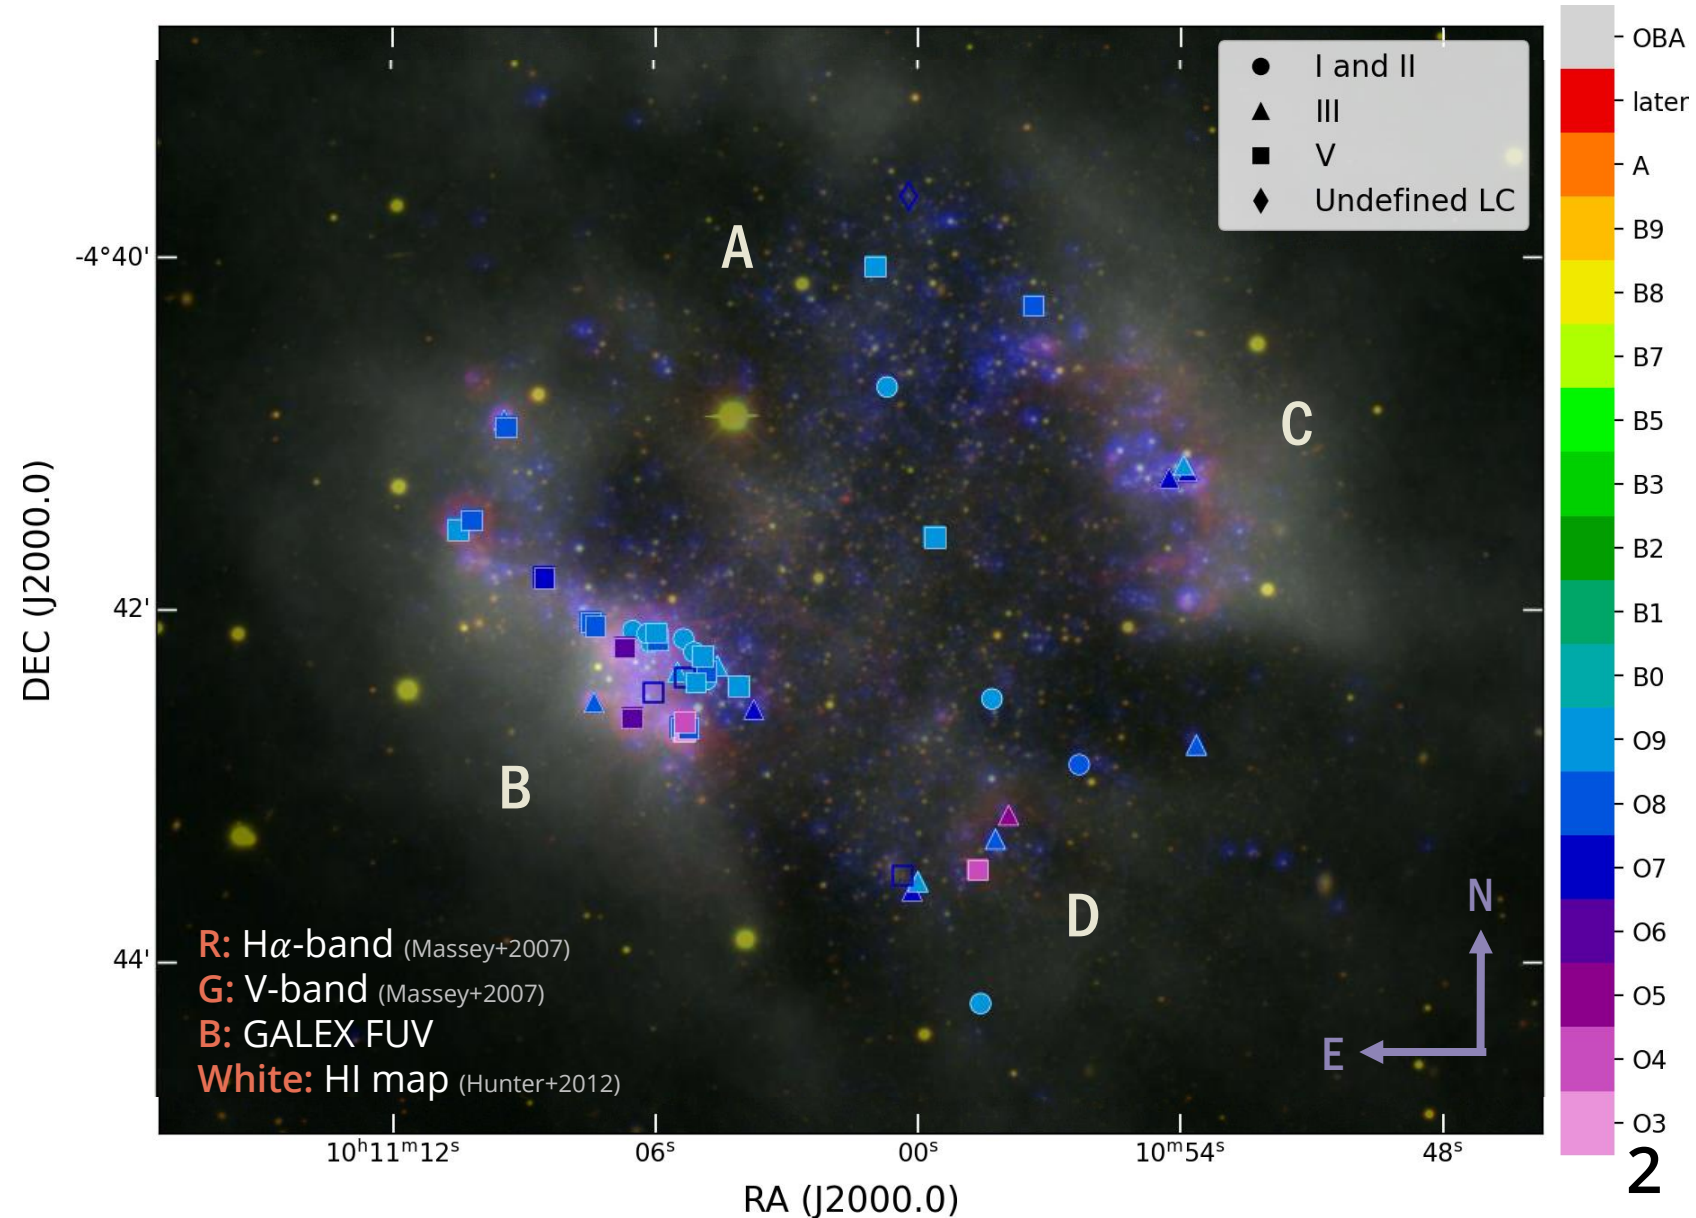 I and II
III
V
Undefined LC
A
B
C
D
N
E
R: Hα-band (Massey+2007)
G: V-band (Massey+2007)
B: GALEX FUV
White: HI map (Hunter+2012)
-4°40'
42'
44'
DEC (J2000.0)
10ʰ11ᵐ12ˢ
06ˢ
00ˢ
10ᵐ54ˢ
48ˢ
RA (J2000.0)
OBA
later
A
B9
B8
B7
B5
B3
B2
B1
B0
O9
O8
O7
O6
O5
O4
O3
2